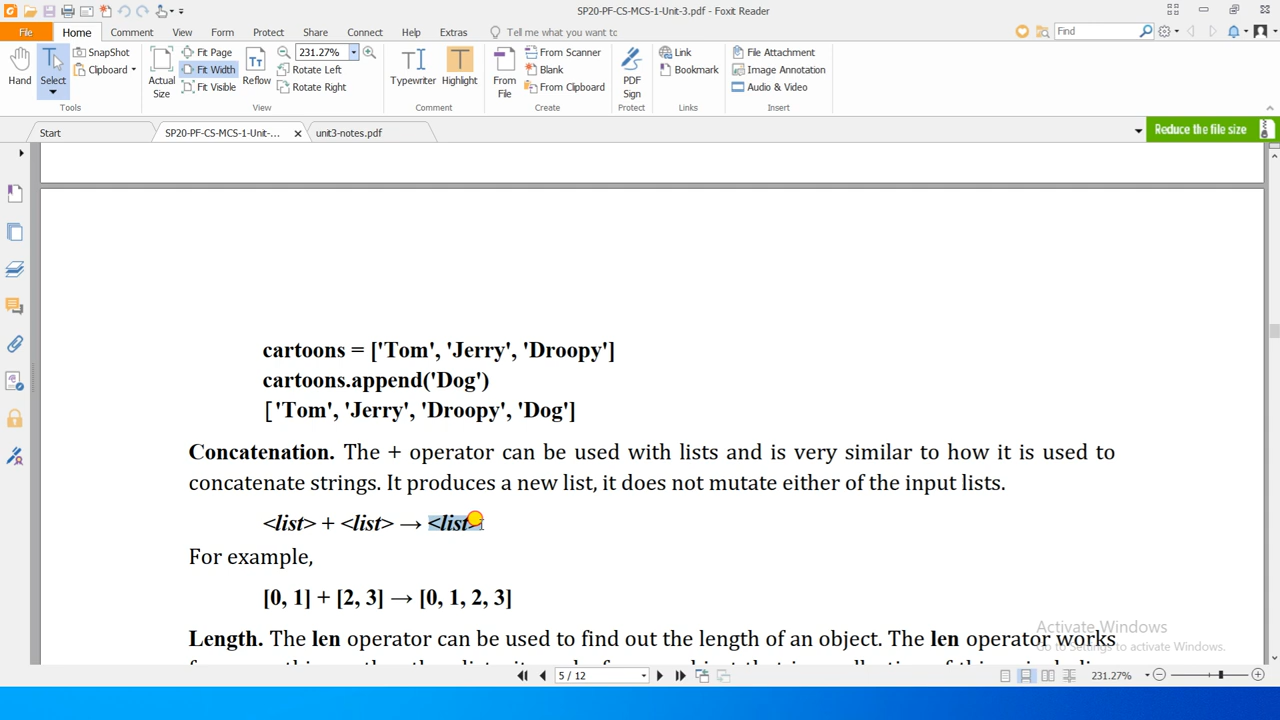 SP20-PF-CS-MCS-1-Unit-3.pdf - Foxit Reader
File Home Comment View Form Protect Share Connect Help Extras Tell me what you want tc Find
Hand
Select
SnapShot
Clipboard
Tools
Actual Size
Fit Page
Fit Width
Fit Visible
Reflow
231.27%
Rotate Left
Rotate Right
View
Typewriter
Highlight
Comment
From File
From Scanner
Blank
From Clipboard
Create
PDF Sign
Protect
Link
Bookmark
Links
File Attachment
Image Annotation
Audio & Video
Insert
Start SP20-PF-CS-MCS-1-Unit-... unit3-notes.pdf Reduce the file size
cartoons = ['Tom', 'Jerry', 'Droopy']
cartoons.append('Dog')
['Tom', 'Jerry', 'Droopy', 'Dog']
Concatenation. The + operator can be used with lists and is very similar to how it is used to
concatenate strings. It produces a new list, it does not mutate either of the input lists.
<list> + <list> → <list>
For example,
[0, 1] + [2, 3] → [0, 1, 2, 3]
Length. The len operator can be used to find out the length of an object. The len operator works
Activate Windows
Go to Settings to activate Windows.
5 / 12 231.27%